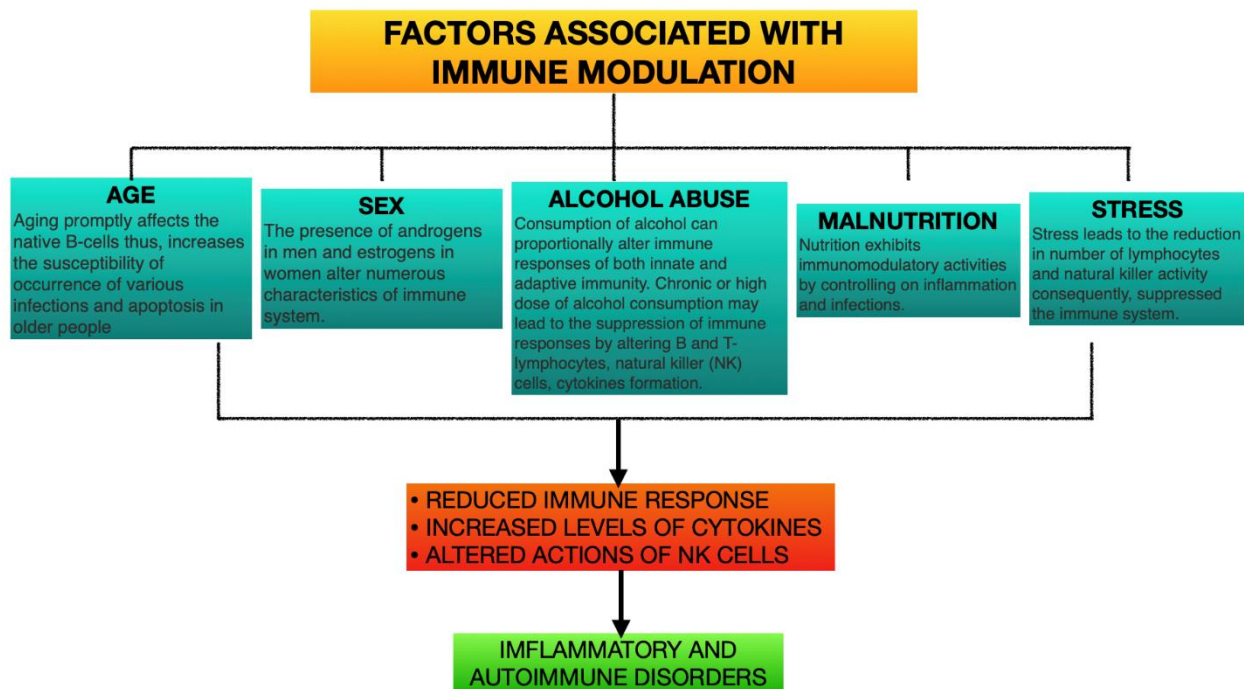 FACTORS ASSOCIATED WITH
IMMUNE MODULATION
AGE
Aging promptly affects the
native B-cells thus, increases
the susceptibility of
occurrence of various
infections and apoptosis in
older people
SEX
The presence of androgens
in men and estrogens in
women alter numerous
characteristics of immune
system.
ALCOHOL ABUSE
Consumption of alcohol can
proportionally alter immune
responses of both innate and
adaptive immunity. Chronic or high
dose of alcohol consumption may
lead to the suppression of immune
responses by altering B and T-
lymphocytes, natural killer (NK)
cells, cytokines formation.
MALNUTRITION
Nutrition exhibits
immunomodulatory activities
by controlling on inflammation
and infections.
STRESS
Stress leads to the reduction
in number of lymphocytes
and natural killer activity
consequently, suppressed
the immune system.
• REDUCED IMMUNE RESPONSE
• INCREASED LEVELS OF CYTOKINES
• ALTERED ACTIONS OF NK CELLS
IMFLAMMATORY AND
AUTOIMMUNE DISORDERS